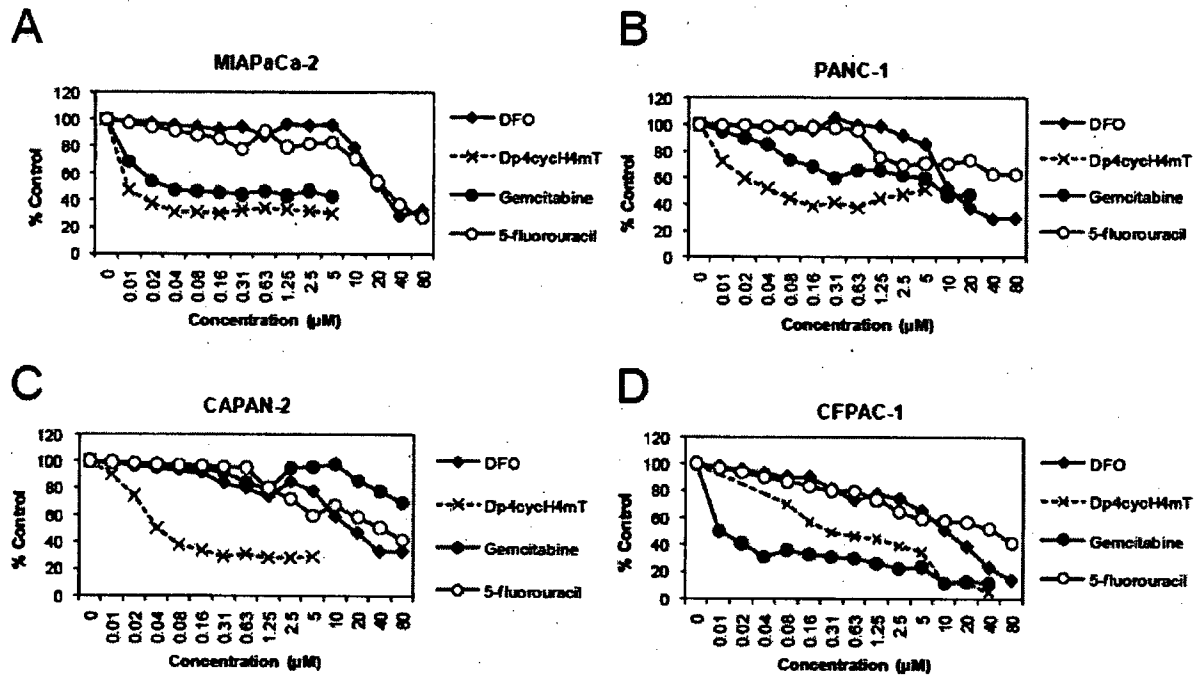 A
MIAPaCa-2
120
100
80
60
40
20
0
% Control
0
0.01
0.02
0.04
0.08
0.16
0.31
0.63
1.25
2.5
5
10
20
40
80
Concentration (µM)
DFO
Dp4cycH4mT
Gemcitabine
5-fluorouracil
B
PANC-1
120
100
80
60
40
20
0
% Control
0
0.01
0.02
0.04
0.08
0.16
0.31
0.63
1.25
2.5
5
10
20
40
80
Concentration (µM)
DFO
Dp4cycH4mT
Gemcitabine
5-fluorouracil
C
CAPAN-2
120
100
80
60
40
20
0
% Control
0
0.01
0.02
0.04
0.08
0.16
0.31
0.63
1.25
2.5
5
10
20
40
80
Concentration (µM)
DFO
Dp4cycH4mT
Gemcitabine
5-fluorouracil
D
CFPAC-1
120
100
80
60
40
20
0
% Control
0
0.01
0.02
0.04
0.08
0.16
0.31
0.63
1.25
2.5
5
10
20
40
80
Concentration (µM)
DFO
Dp4cycH4mT
Gemcitabine
5-fluorouracil